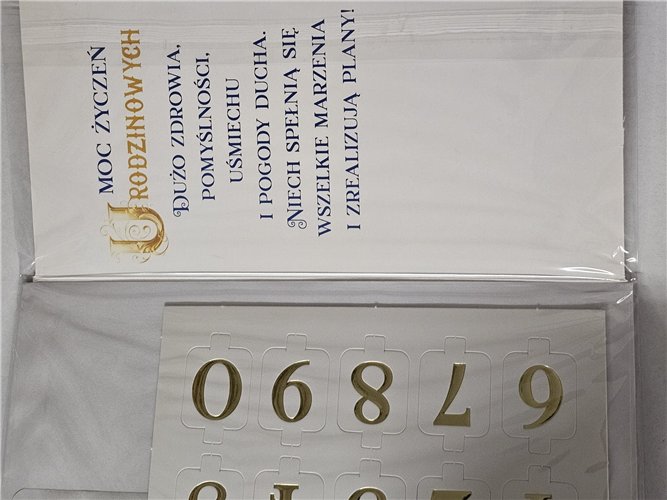 MOC ŻYCZEŃ
URODZINOWYCH
DUŻO ZDROWIA,
POMYŚLNOŚCI,
UŚMIECHU
I POGODY DUCHA.
NIECH SPEŁNIĄ SIĘ
WSZELKIE MARZENIA
I ZREALIZUJĄ PLANY!
6 7 8 9 0